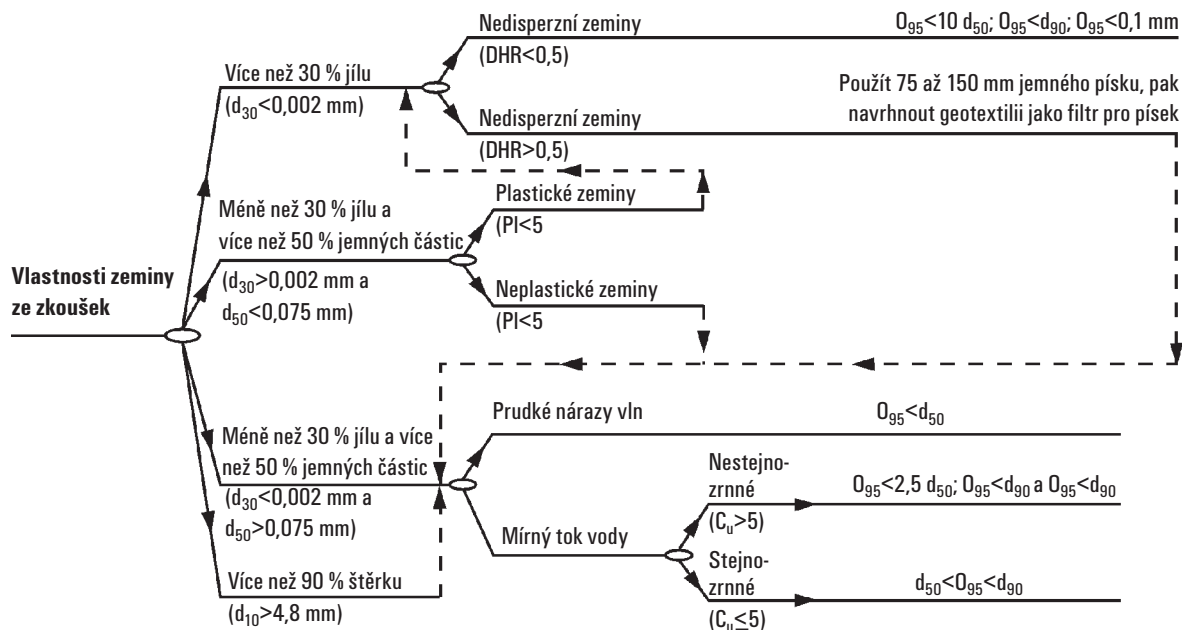 Vlastnosti zeminy
ze zkoušek
Více než 30 % jílu
(d₃₀<0,002 mm)
Nedisperzní zeminy
(DHR<0,5)
O₉₅<10 d₅₀; O₉₅<d₉₀; O₉₅<0,1 mm
Nedisperzní zeminy
(DHR>0,5)
Použít 75 až 150 mm jemného písku, pak
navrhnout geotextilii jako filtr pro písek
Méně než 30 % jílu a
více než 50 % jemných částic
(d₃₀>0,002 mm a
d₅₀<0,075 mm)
Plastické zeminy
(PI<5
Neplastické zeminy
(PI<5
Méně než 30 % jílu a více
než 50 % jemných částic
(d₃₀<0,002 mm a
d₅₀>0,075 mm)
Více než 90 % štěrku
(d₁₀>4,8 mm)
Prudké nárazy vln
O₉₅<d₅₀
Mírný tok vody
Nestejno-
zrnné
(Cᵤ>5)
O₉₅<2,5 d₅₀; O₉₅<d₉₀ a O₉₅<d₉₀
Stejno-
zrnné
(Cᵤ≤5)
d₅₀<O₉₅<d₉₀